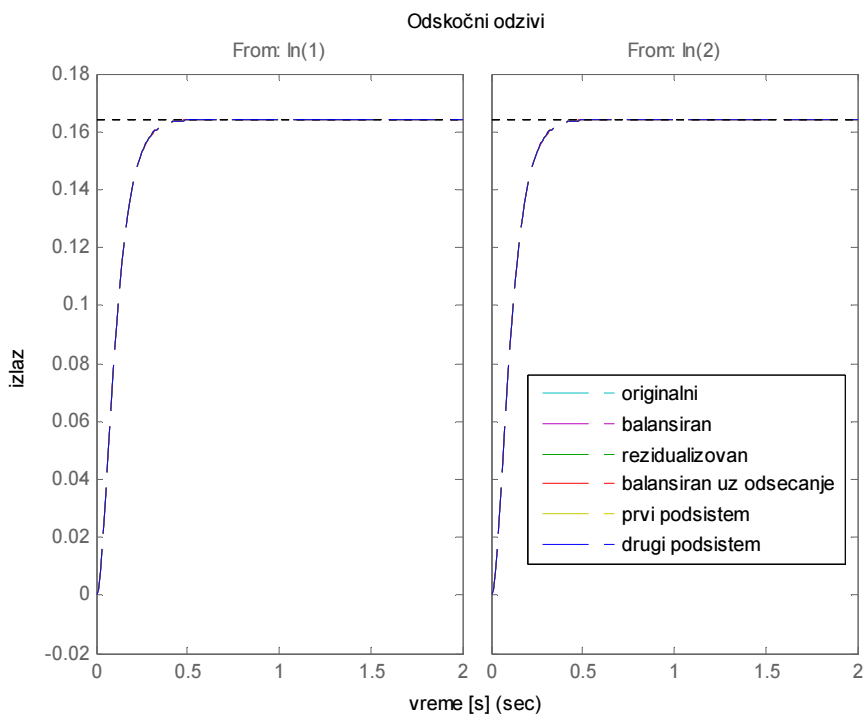 Odskočni odzivi
From: In(1)
From: In(2)
0.18
0.16
0.14
0.12
0.1
0.08
0.06
0.04
0.02
0
-0.02
izlaz
originalni
balansiran
rezidualizovan
balansiran uz odsecanje
prvi podsistem
drugi podsistem
0 0.5 1 1.5 2
0 0.5 1 1.5 2
vreme [s] (sec)